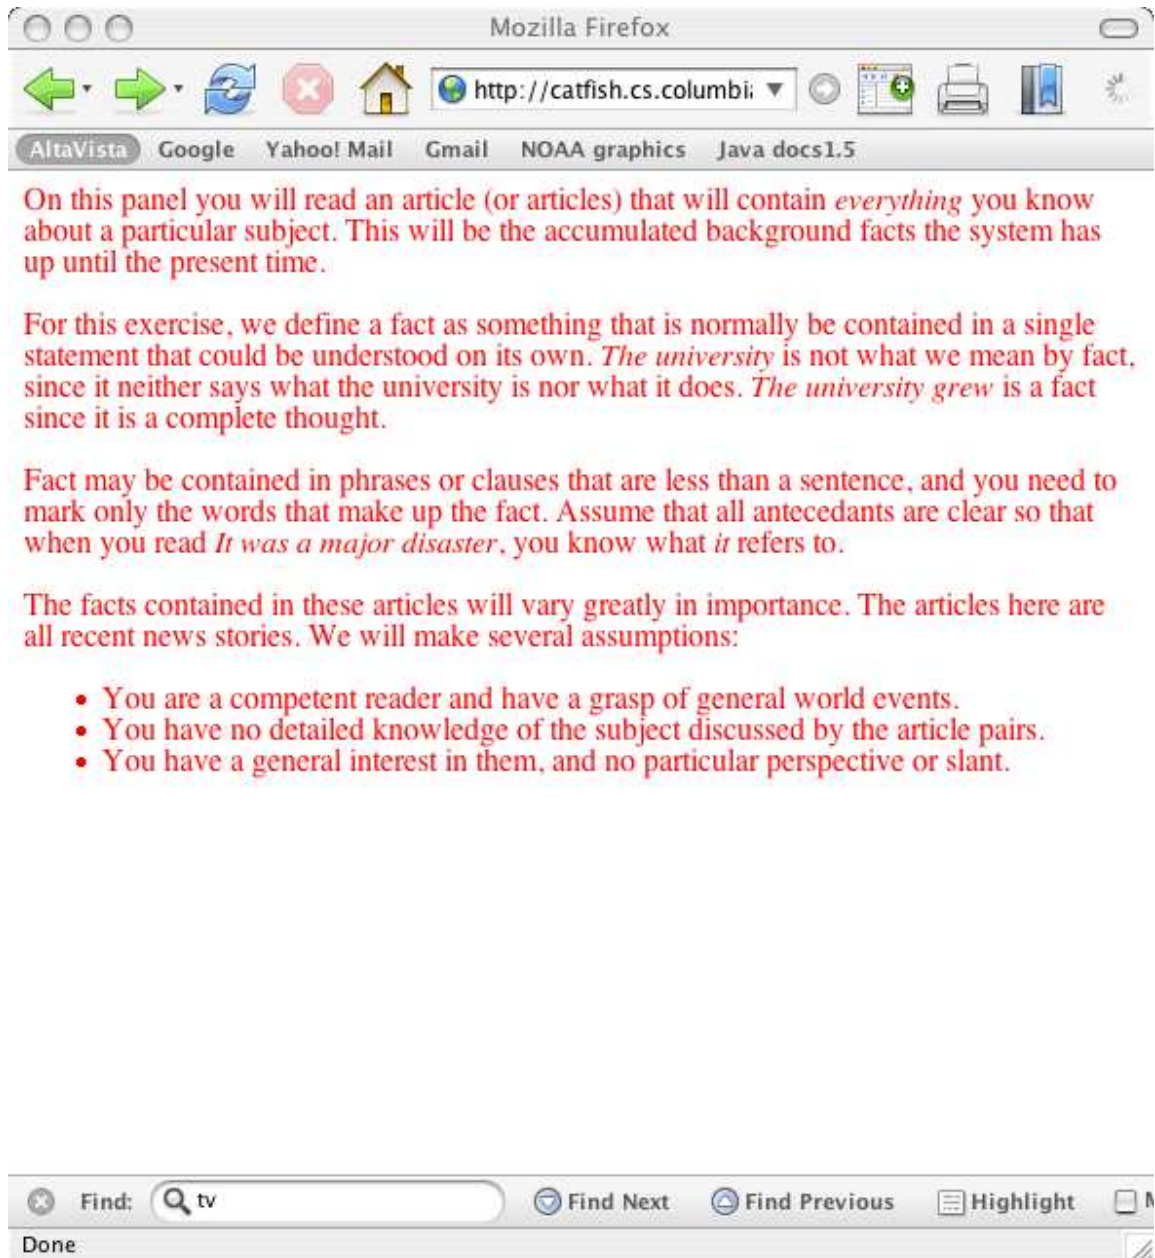 Mozilla Firefox
http://catfish.cs.columbi
AltaVista Google Yahoo! Mail Gmail NOAA graphics Java docs1.5
On this panel you will read an article (or articles) that will contain everything you know
about a particular subject. This will be the accumulated background facts the system has
up until the present time.
For this exercise, we define a fact as something that is normally be contained in a single
statement that could be understood on its own. The university is not what we mean by fact,
since it neither says what the university is nor what it does. The university grew is a fact
since it is a complete thought.
Fact may be contained in phrases or clauses that are less than a sentence, and you need to
mark only the words that make up the fact. Assume that all antecedants are clear so that
when you read It was a major disaster, you know what it refers to.
The facts contained in these articles will vary greatly in importance. The articles here are
all recent news stories. We will make several assumptions:
• You are a competent reader and have a grasp of general world events.
• You have no detailed knowledge of the subject discussed by the article pairs.
• You have a general interest in them, and no particular perspective or slant.
Find: tv Find Next Find Previous Highlight
Done